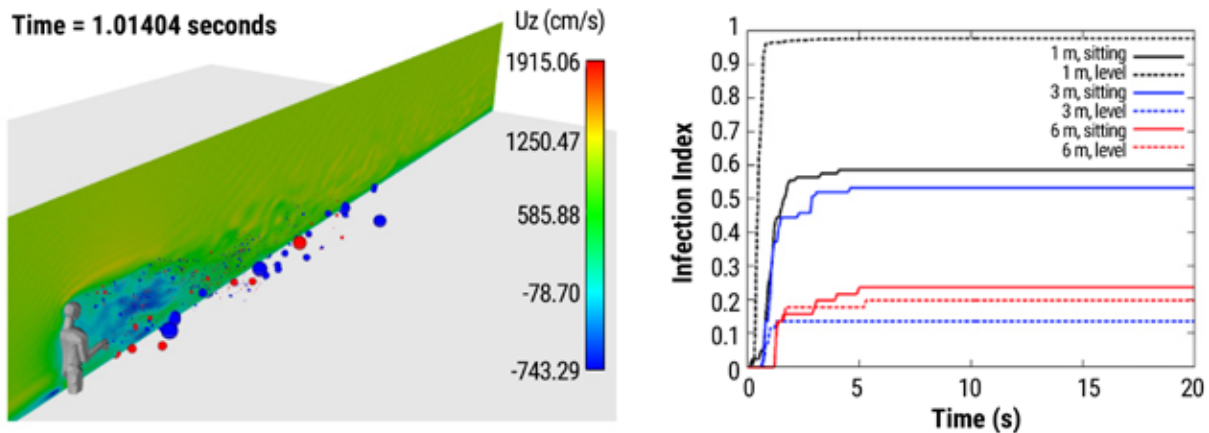 Time = 1.01404 seconds
Uz (cm/s)
1915.06
1250.47
585.88
-78.70
-743.29
Infection Index
1
0.9
0.8
0.7
0.6
0.5
0.4
0.3
0.2
0.1
0
1 m, sitting
1 m, level
3 m, sitting
3 m, level
6 m, sitting
6 m, level
0 5 10 15 20
Time (s)